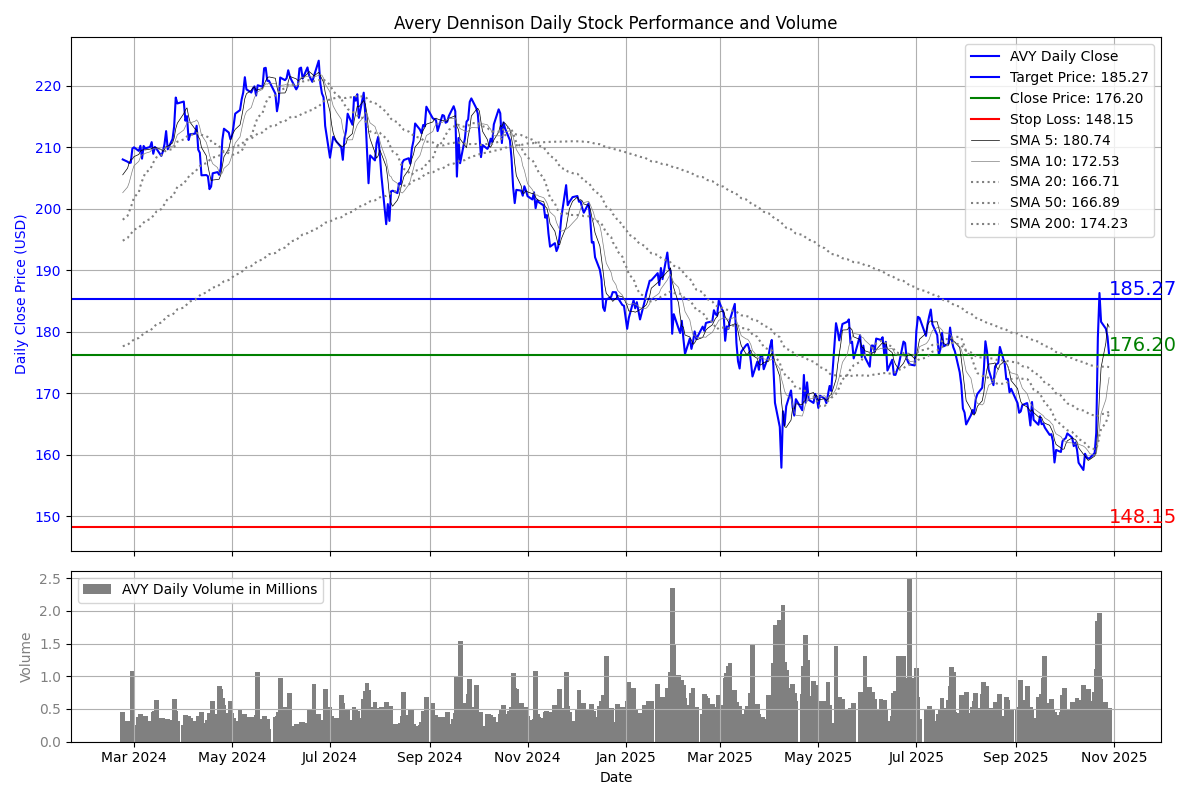 Avery Dennison Daily Stock Performance and Volume
Daily Close Price (USD)
220
210
200
190
180
170
160
150
AVY Daily Close
Target Price: 185.27
Close Price: 176.20
Stop Loss: 148.15
SMA 5: 180.74
SMA 10: 172.53
SMA 20: 166.71
SMA 50: 166.89
SMA 200: 174.23
185.27
176.20
148.15
Volume
2.5
2.0
1.5
1.0
0.5
0.0
AVY Daily Volume in Millions
Mar 2024 May 2024 Jul 2024 Sep 2024 Nov 2024 Jan 2025 Mar 2025 May 2025 Jul 2025 Sep 2025 Nov 2025
Date